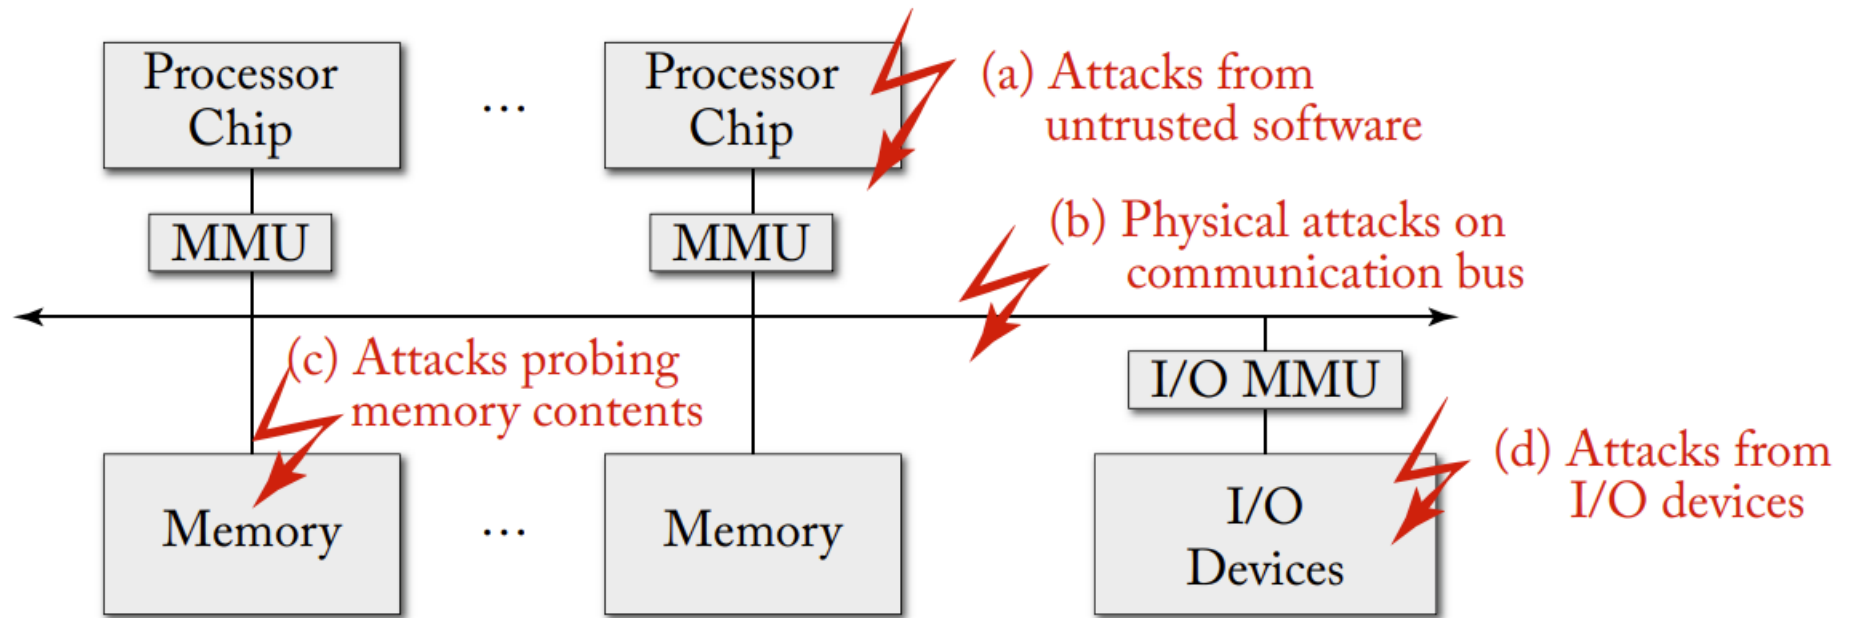 Processor
Chip
...
Processor
Chip
(a) Attacks from
untrusted software
MMU
MMU
(b) Physical attacks on
communication bus
(c) Attacks probing
memory contents
I/O MMU
(d) Attacks from
I/O devices
Memory
...
Memory
I/O
Devices